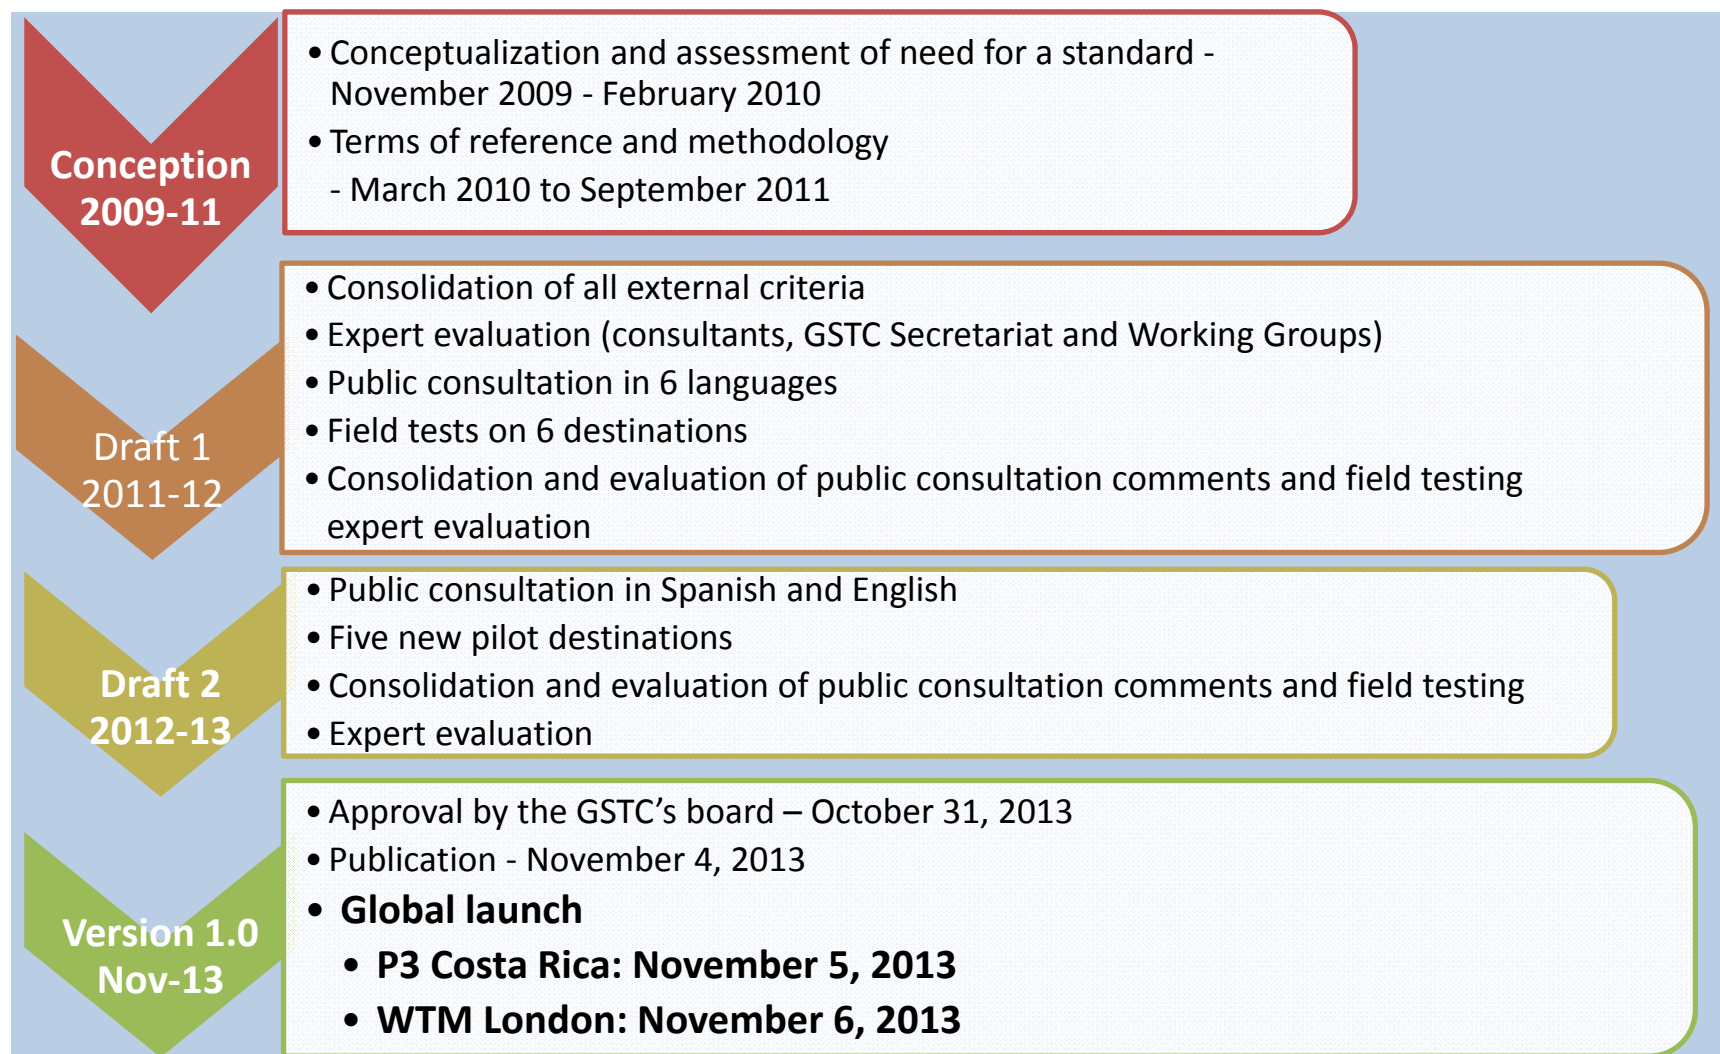 Conception
2009-11
• Conceptualization and assessment of need for a standard -
November 2009 - February 2010
• Terms of reference and methodology
- March 2010 to September 2011
Draft 1
2011-12
• Consolidation of all external criteria
• Expert evaluation (consultants, GSTC Secretariat and Working Groups)
• Public consultation in 6 languages
• Field tests on 6 destinations
• Consolidation and evaluation of public consultation comments and field testing
expert evaluation
Draft 2
2012-13
• Public consultation in Spanish and English
• Five new pilot destinations
• Consolidation and evaluation of public consultation comments and field testing
• Expert evaluation
Version 1.0
Nov-13
• Approval by the GSTC’s board – October 31, 2013
• Publication - November 4, 2013
• Global launch
• P3 Costa Rica: November 5, 2013
• WTM London: November 6, 2013